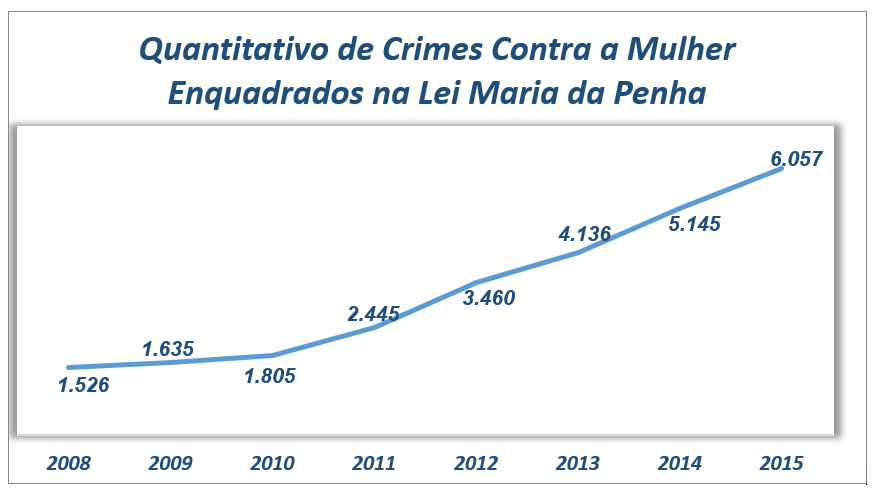 Quantitativo de Crimes Contra a Mulher
Enquadrados na Lei Maria da Penha
6.057
5.145
4.136
3.460
2.445
1.805
1.635
1.526
2008 2009 2010 2011 2012 2013 2014 2015